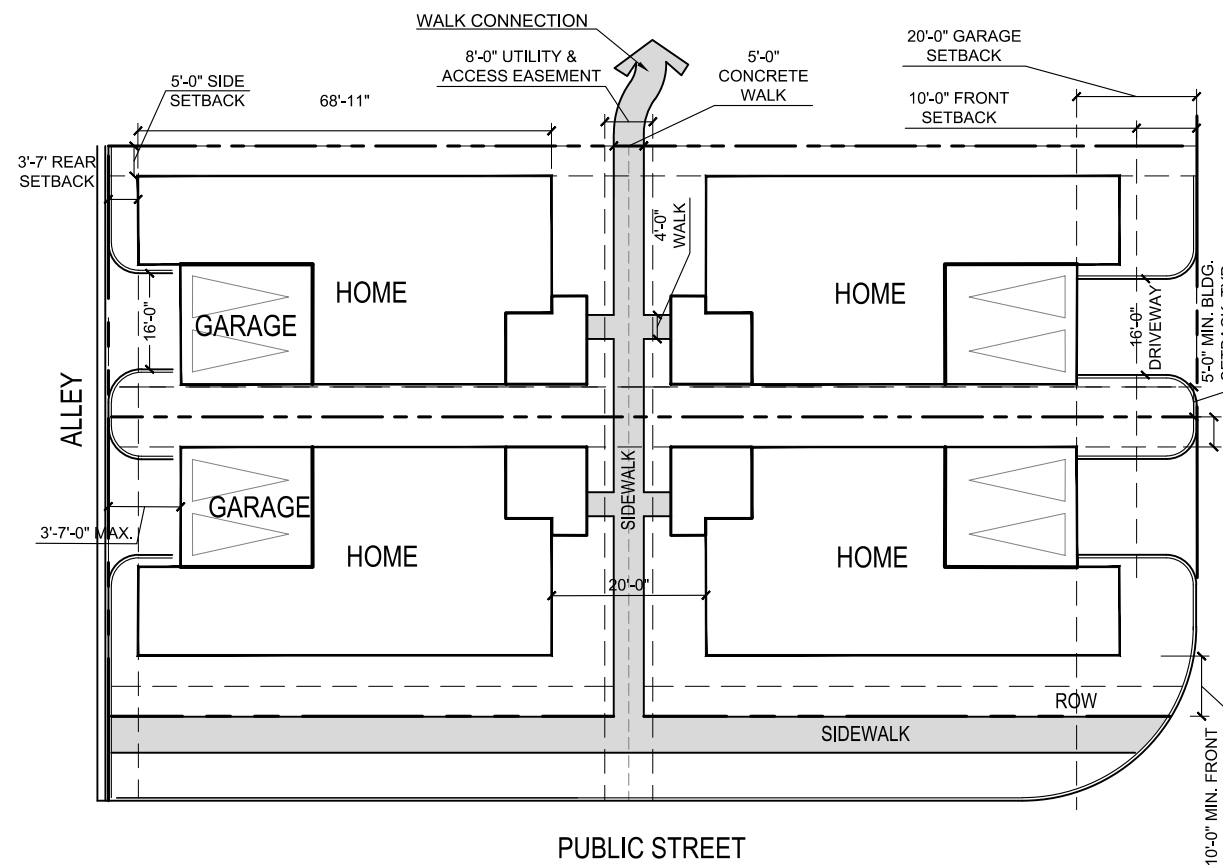 WALK CONNECTION
8'-0" UTILITY &
ACCESS EASEMENT
5'-0"
CONCRETE
WALK
20'-0" GARAGE
SETBACK
5'-0" SIDE
SETBACK
68'-11"
10'-0" FRONT
SETBACK
3'-7' REAR
SETBACK
4'-0"
WALK
HOME
HOME
GARAGE
16'-0"
16'-0"
DRIVEWAY
5'-0" MIN. BLDG.
ALLEY
SIDEWALK
GARAGE
3'-7'-0" MAX.
HOME
HOME
20'-0"
ROW
SIDEWALK
10'-0" MIN. FRONT
PUBLIC STREET